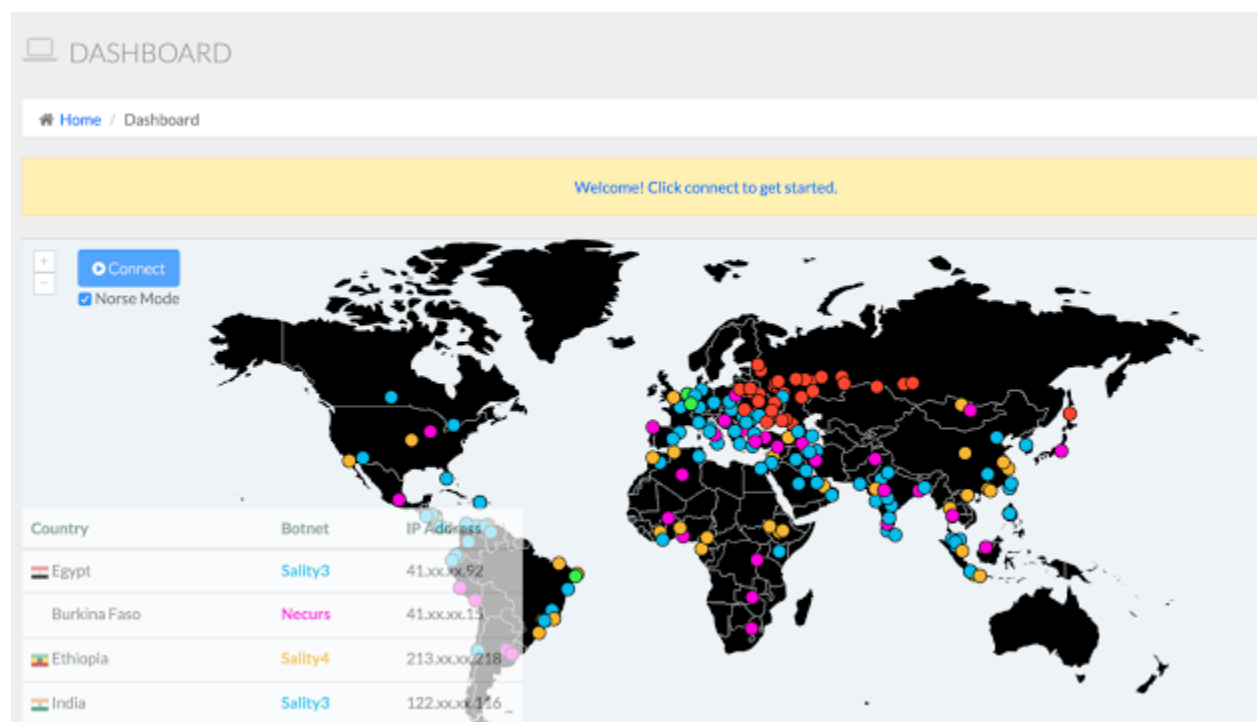 DASHBOARD
Home / Dashboard
Welcome! Click connect to get started.
+
−
Connect
Norse Mode
Country Botnet IP Address
Egypt Sality3 41.xx.xx.92
Burkina Faso Necurs 41.xx.xx.15
Ethiopia Sality4 213.xx.xx.218
India Sality3 122.xx.xx.116